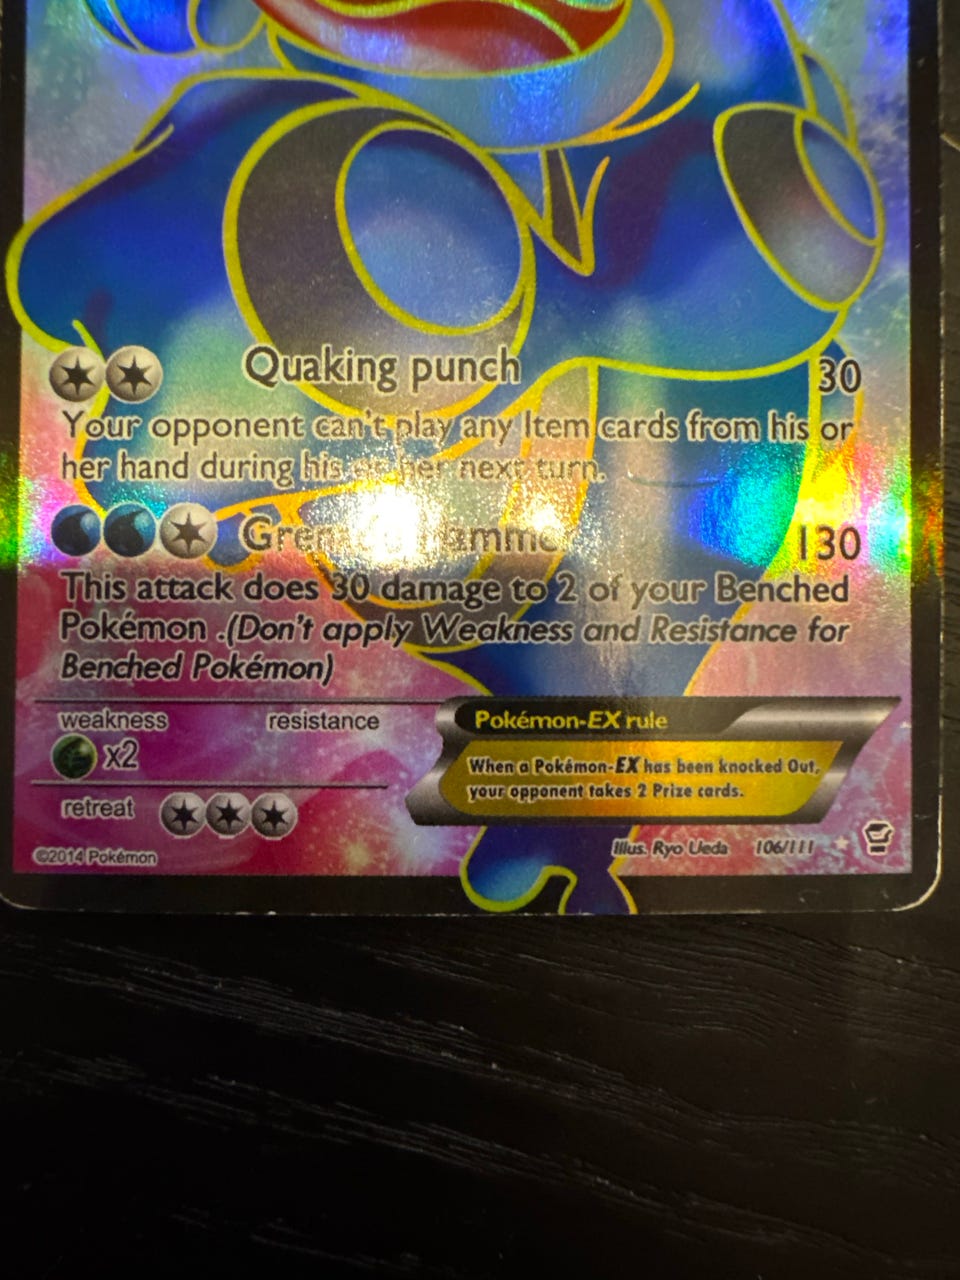 Quaking punch 30
Your opponent can't play any Item cards from his or
her hand during his or her next turn.
130
This attack does 30 damage to 2 of your Benched
Pokémon .(Don't apply Weakness and Resistance for
Benched Pokémon)
weakness resistance
x2
retreat
Pokémon-EX rule
When a Pokémon-EX has been knocked Out,
your opponent takes 2 Prize cards.
©2014 Pokémon
Illus. Ryo Ueda 106/111